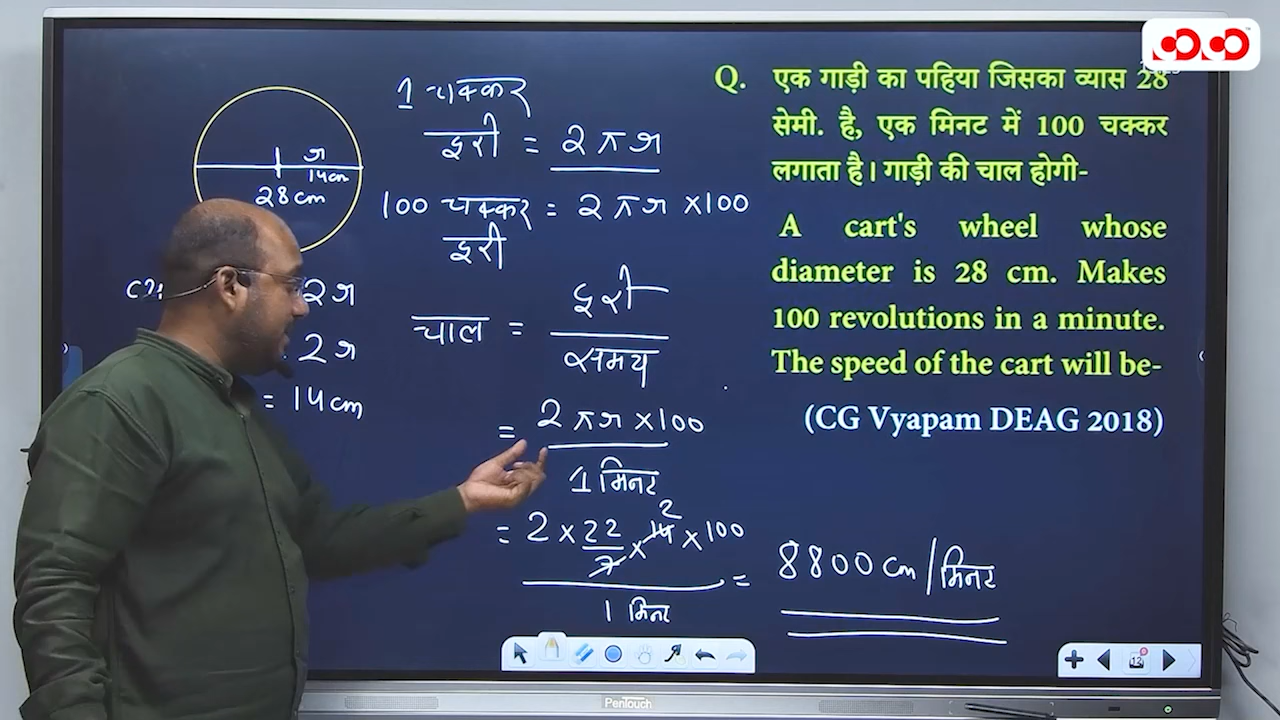 Q. एक गाड़ी का पहिया जिसका व्यास 28
सेमी. है, एक मिनट में 100 चक्कर
लगाता है। गाड़ी की चाल होगी-
A cart's wheel whose
diameter is 28 cm. Makes
100 revolutions in a minute.
The speed of the cart will be-
(CG Vyapam DEAG 2018)
r
14cm
28cm
2r
2r
= 14cm
1 चक्कर
दूरी = 2πr
100 चक्कर = 2πr ×100
दूरी
चाल = दूरी
समय
= 2πr×100
1 मिनट
2
= 2×22×14×100
7
1 मिनट
= 8800 cm/मिनट
PenTouch